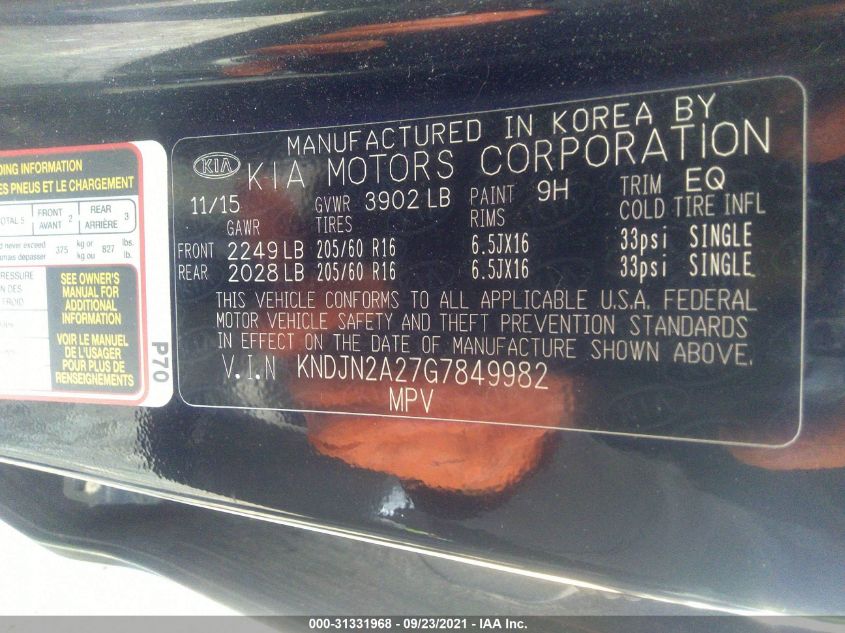 DING INFORMATION
ES PNEUS ET LE CHARGEMENT
TOTAL 5 FRONT AVANT 2 REAR ARRIÈRE 3
d never exceed
mais dépasser 375 kg or ou kg 827 lbs. lb.
PRESSURE
ON DES
FROID
SEE OWNER'S
MANUAL FOR
ADDITIONAL
INFORMATION
VOIR LE MANUEL
DE L'USAGER
POUR PLUS DE
RENSEIGNEMENTS
P70
MANUFACTURED IN KOREA BY
KIA KIA MOTORS CORPORATION
11/15 GVWR 3902 LB PAINT 9H TRIM EQ
GAWR TIRES RIMS COLD TIRE INFL
FRONT 2249 LB 205/60 R16 6.5JX16 33psi SINGLE
REAR 2028 LB 205/60 R16 6.5JX16 33psi SINGLE
THIS VEHICLE CONFORMS TO ALL APPLICABLE U.S.A. FEDERAL
MOTOR VEHICLE SAFETY AND THEFT PREVENTION STANDARDS
IN EFFECT ON THE DATE OF MANUFACTURE SHOWN ABOVE.
V.I.N KNDJN2A27G7849982
MPV
000-31331968 - 09/23/2021 - IAA Inc.